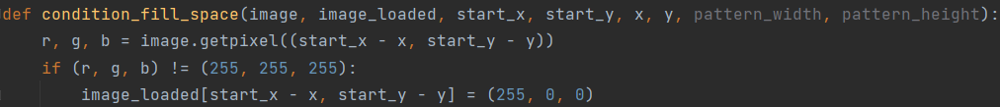 def condition_fill_space(image, image_loaded, start_x, start_y, x, y, pattern_width, pattern_height):
    r, g, b = image.getpixel((start_x - x, start_y - y))
    if (r, g, b) != (255, 255, 255):
        image_loaded[start_x - x, start_y - y] = (255, 0, 0)